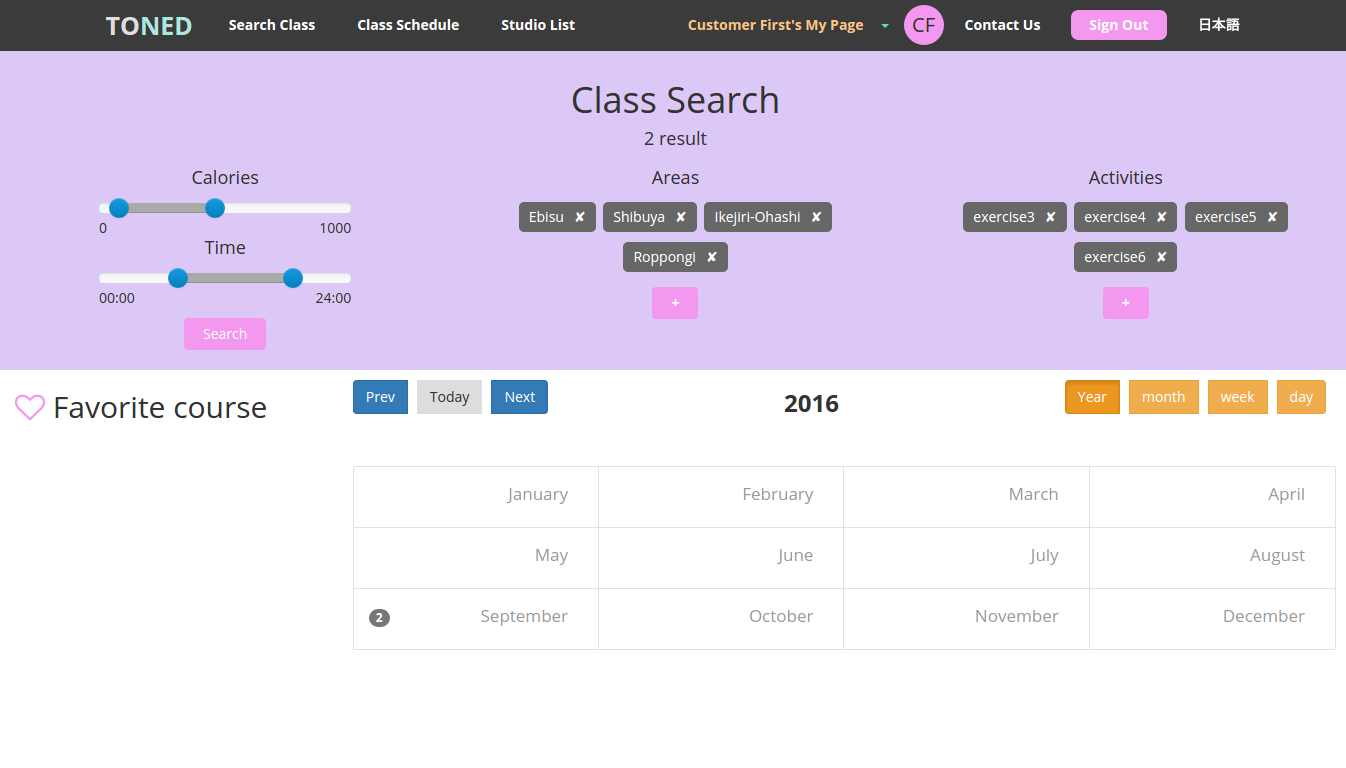 TONED Search Class Class Schedule Studio List Customer First's My Page CF Contact Us Sign Out 日本語
Class Search
2 result
Calories
0 1000
Time
00:00 24:00
Search
Areas
Ebisu ✘ Shibuya ✘ Ikejiri-Ohashi ✘
Roppongi ✘
+
Activities
exercise3 ✘ exercise4 ✘ exercise5 ✘
exercise6 ✘
+
Favorite course
Prev Today Next 2016 Year month week day
January February March April
May June July August
2 September October November December